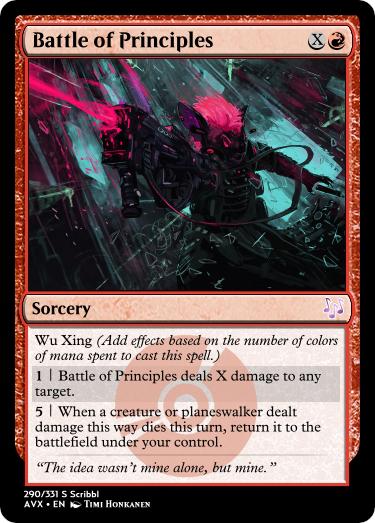 Battle of Principles X
Sorcery
Wu Xing (Add effects based on the number of colors
of mana spent to cast this spell.)
1 | Battle of Principles deals X damage to any
target.
5 | When a creature or planeswalker dealt
damage this way dies this turn, return it to the
battlefield under your control.
"The idea wasn't mine alone, but mine."
290/331 S Scribbl
AVX • EN Timi Honkanen